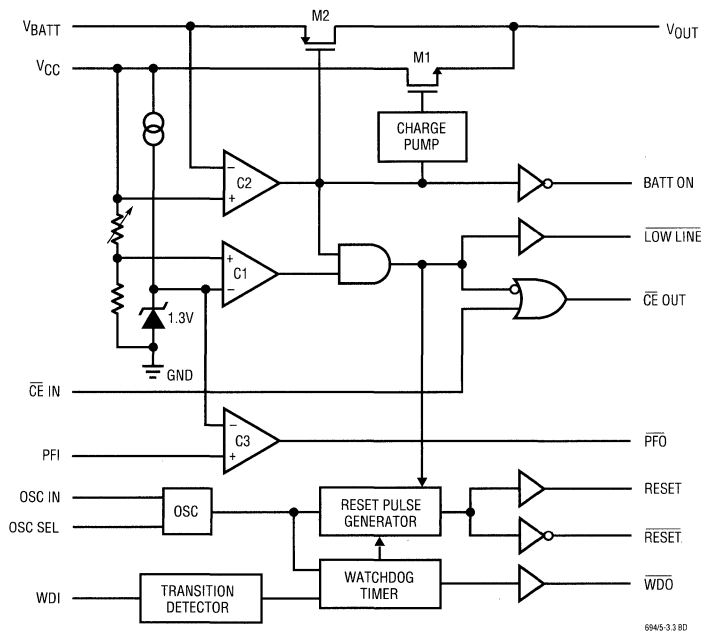 M2
VBATT
VOUT
VCC
M1
CHARGE
PUMP
−
C2
+
BATT ON
LOW LINE
+
C1
−
CE OUT
1.3V
GND
CE IN
−
C3
+
PFO
PFI
OSC IN
OSC
OSC SEL
RESET PULSE
GENERATOR
RESET
RESET
WDI
TRANSITION
DETECTOR
WATCHDOG
TIMER
WDO
694/5-3.3 BD